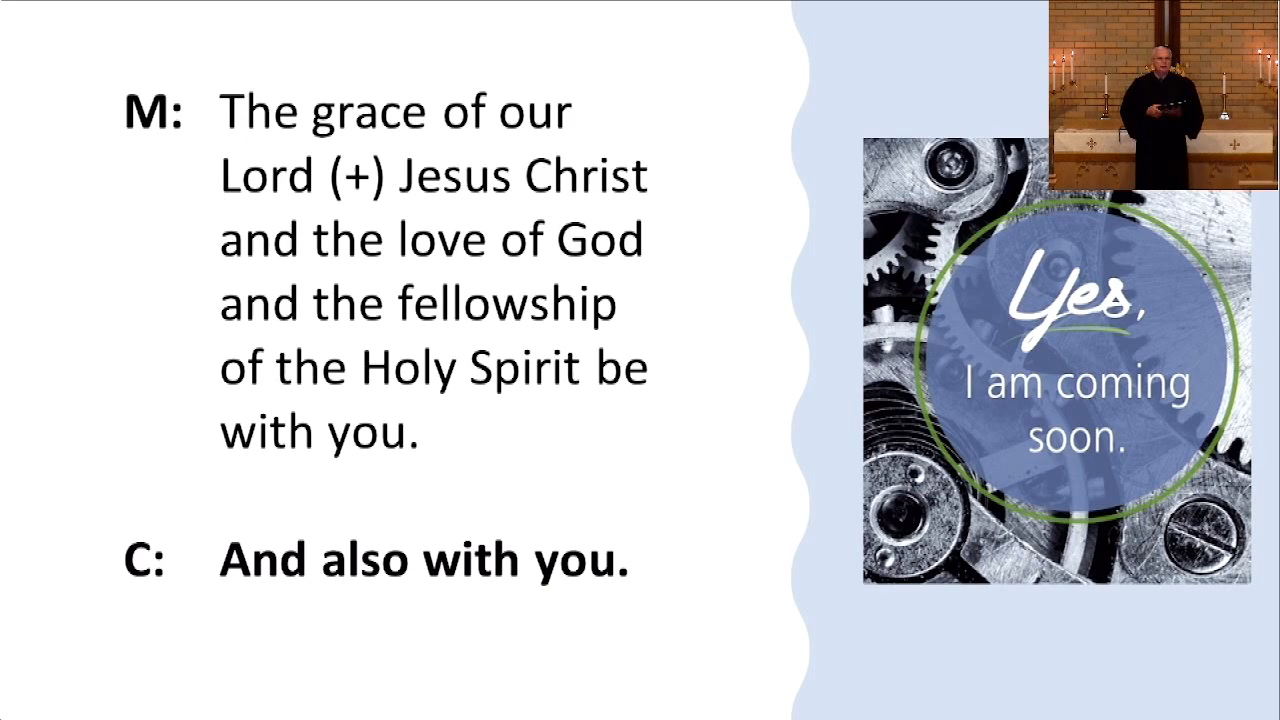 M: The grace of our
Lord (+) Jesus Christ
and the love of God
and the fellowship
of the Holy Spirit be
with you.
C: And also with you.
Yes,
I am coming
soon.